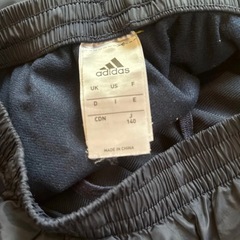 adidas
UK US F
D I E
CDN J
140
MADE IN CHINA